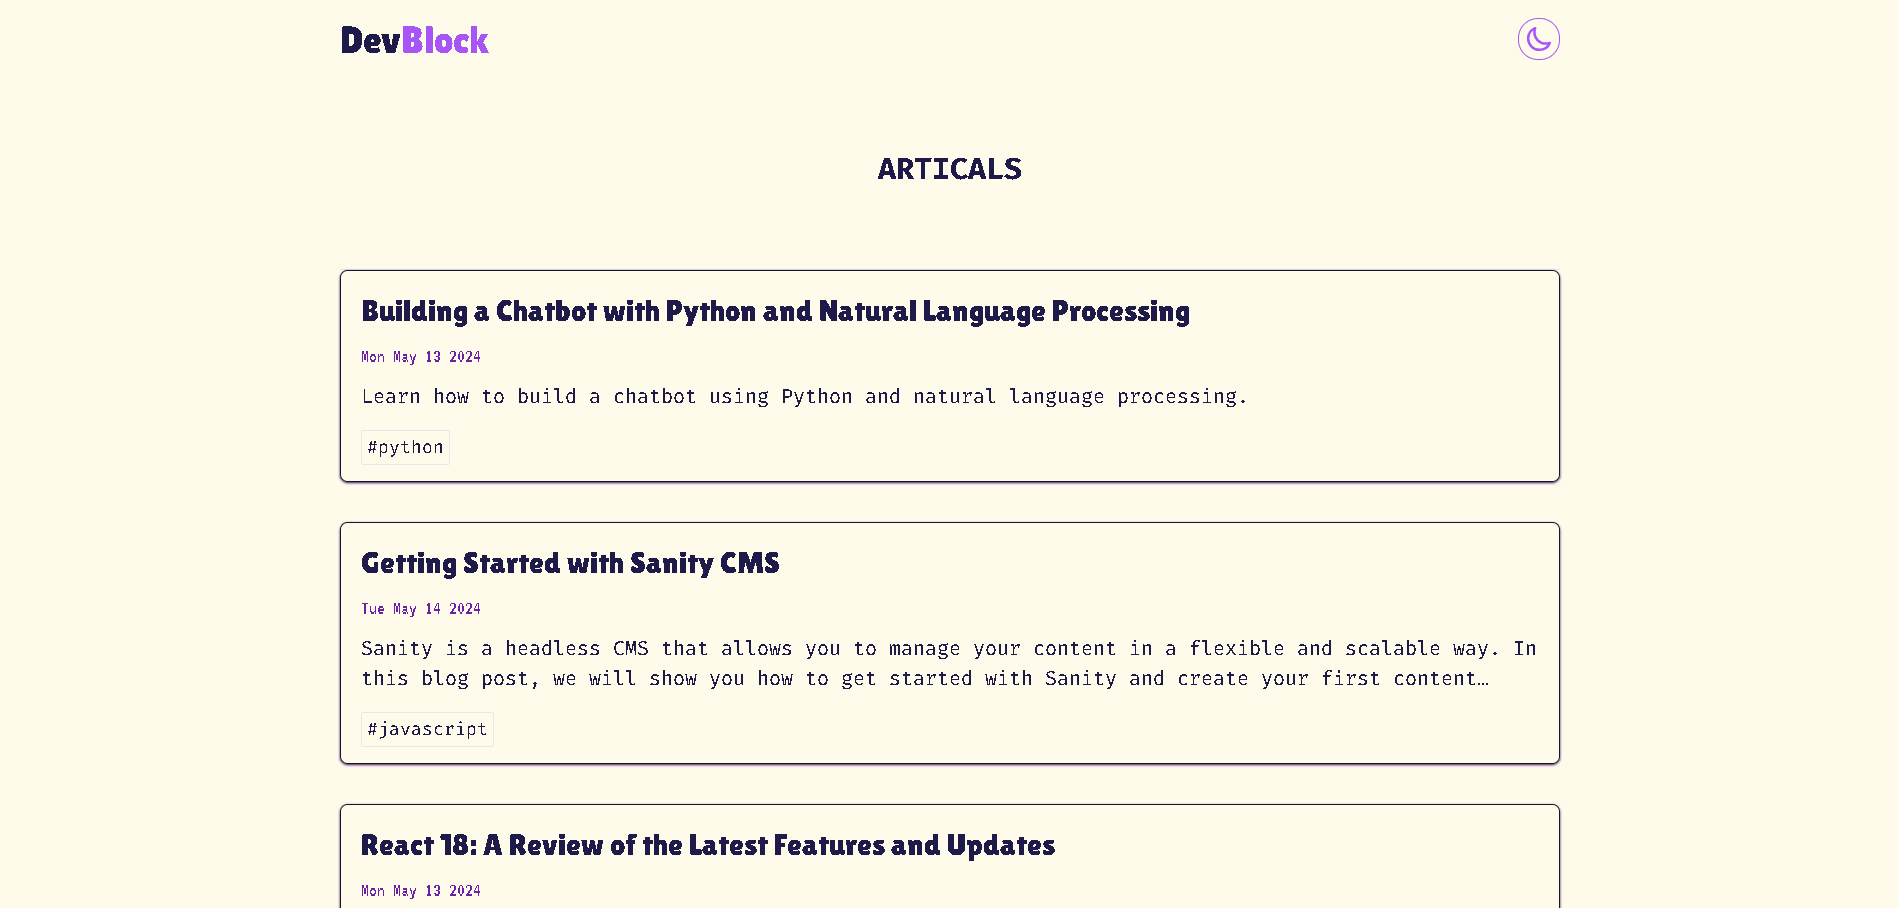 DevBlock
ARTICALS
Building a Chatbot with Python and Natural Language Processing
Mon May 13 2024
Learn how to build a chatbot using Python and natural language processing.
#python
Getting Started with Sanity CMS
Tue May 14 2024
Sanity is a headless CMS that allows you to manage your content in a flexible and scalable way. In
this blog post, we will show you how to get started with Sanity and create your first content…
#javascript
React 18: A Review of the Latest Features and Updates
Mon May 13 2024